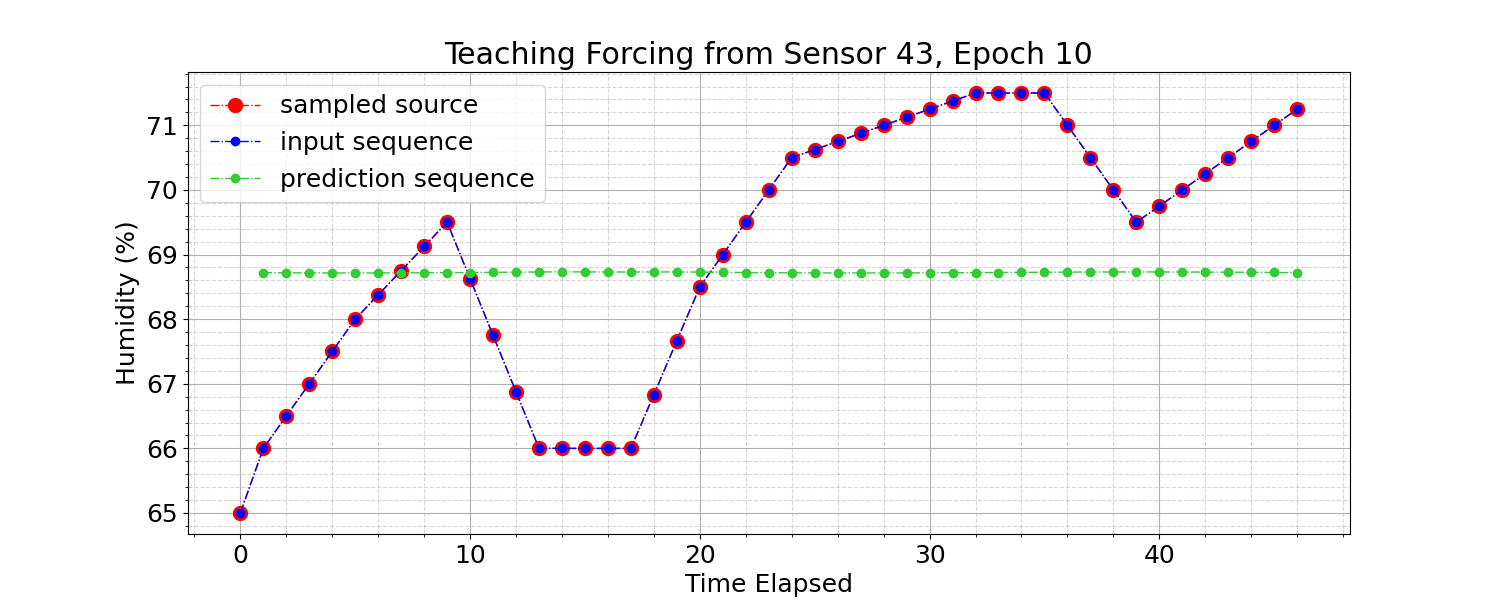 Teaching Forcing from Sensor 43, Epoch 10
sampled source
input sequence
prediction sequence
Humidity (%)
71
70
69
68
67
66
65
0 10 20 30 40
Time Elapsed